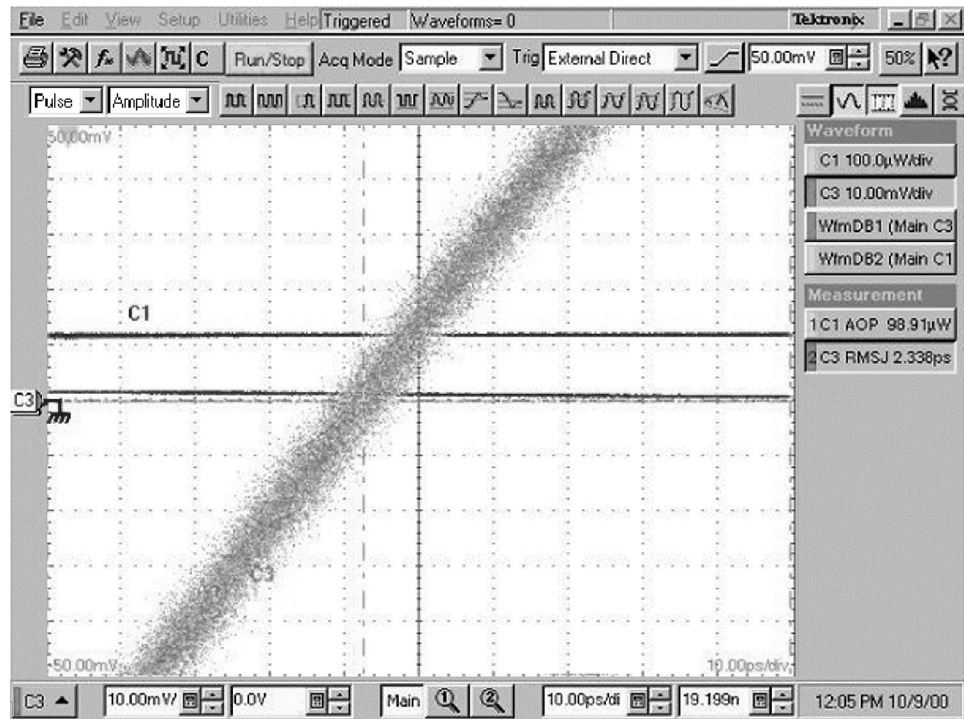 File Edit View Setup Utilities Help Triggered Waveforms= 0 Tektronix
C Run/Stop Acq Mode Sample Trig External Direct 50.00mV 50%
Pulse Amplitude
50.00mV
Waveform
C1 100.0µW/div
C3 10.00mV/div
WfmDB1 (Main C3
WfmDB2 (Main C1
Measurement
C1
1 C1 AOP 98.91µW
2 C3 RMSJ 2.338ps
C3
C3
-50.00mV
10.00ps/div
C3 10.00mV/ 0.0V Main 1 2 10.00ps/di 19.199n 12:05 PM 10/9/00